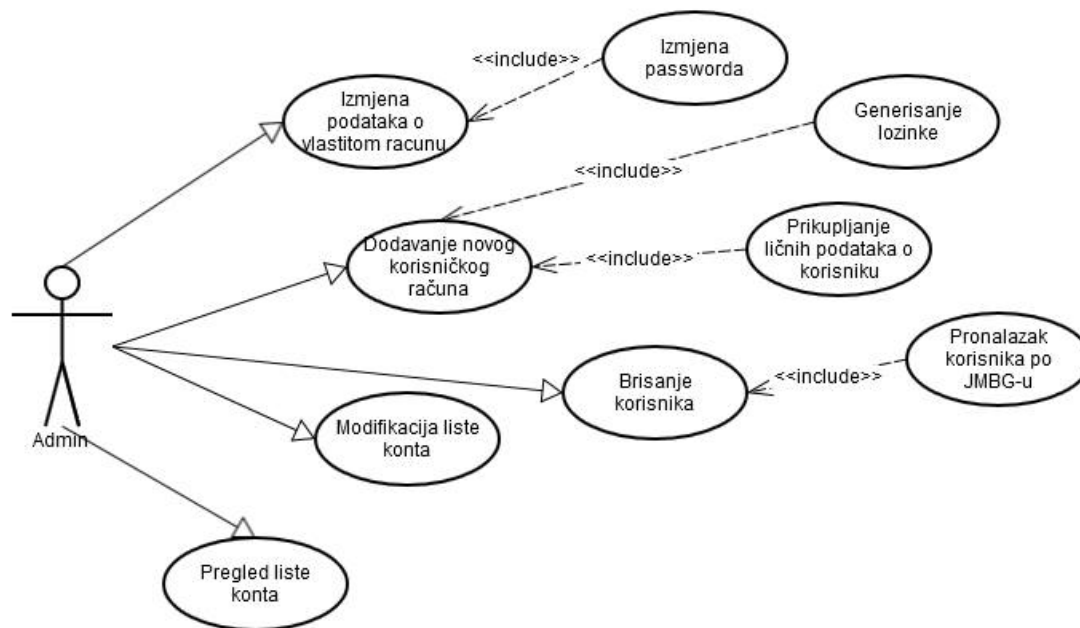 Izmjena
passworda
<<include>>
Izmjena
podataka o
vlastitom racunu
Generisanje
lozinke
<<include>>
Dodavanje novog
korisničkog
računa
Prikupljanje
ličnih podataka o
korisniku
<<include>>
Pronalazak
korisnika po
JMBG-u
<<include>>
Brisanje
korisnika
Modifikacija liste
konta
Admin
Pregled liste
konta